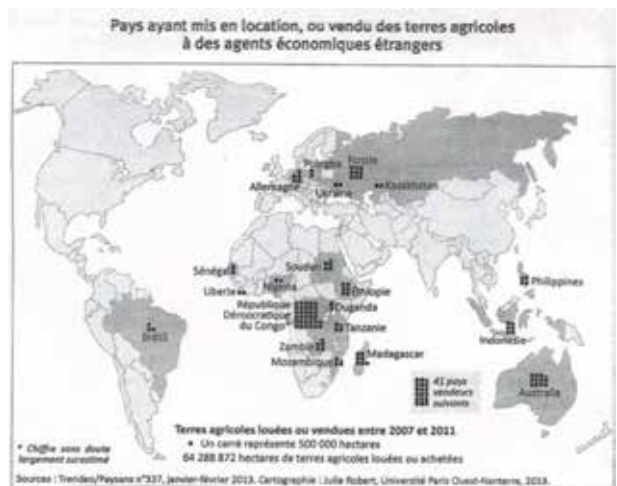 Pays ayant mis en location, ou vendu des terres agricoles
à des agents économiques étrangers
Pologne
Russie
Allemagne
Ukraine
Kazakhstan
Sénégal
Soudan
Philippines
Liberia
Nigeria
Éthiopie
République
Démocratique
du Congo*
Ouganda
Tanzanie
Indonésie
Brésil
Zambie
Madagascar
Mozambique
41 pays
vendeurs
suivants
Australie
Terres agricoles louées ou vendues entre 2007 et 2011
Un carré représente 500 000 hectares
64 288 872 hectares de terres agricoles louées ou achetées
* Chiffre sans doute
largement surestimé
Sources : Trendeo/Paysans n°337, janvier-février 2013. Cartographie : Julie Robert, Université Paris Ouest-Nanterre, 2013.